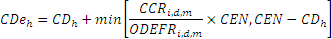 CDe_h = CD_h + min[CCR_{i,d,m} / ODEFR_{i,d,m} × CEN, CEN − CD_h]